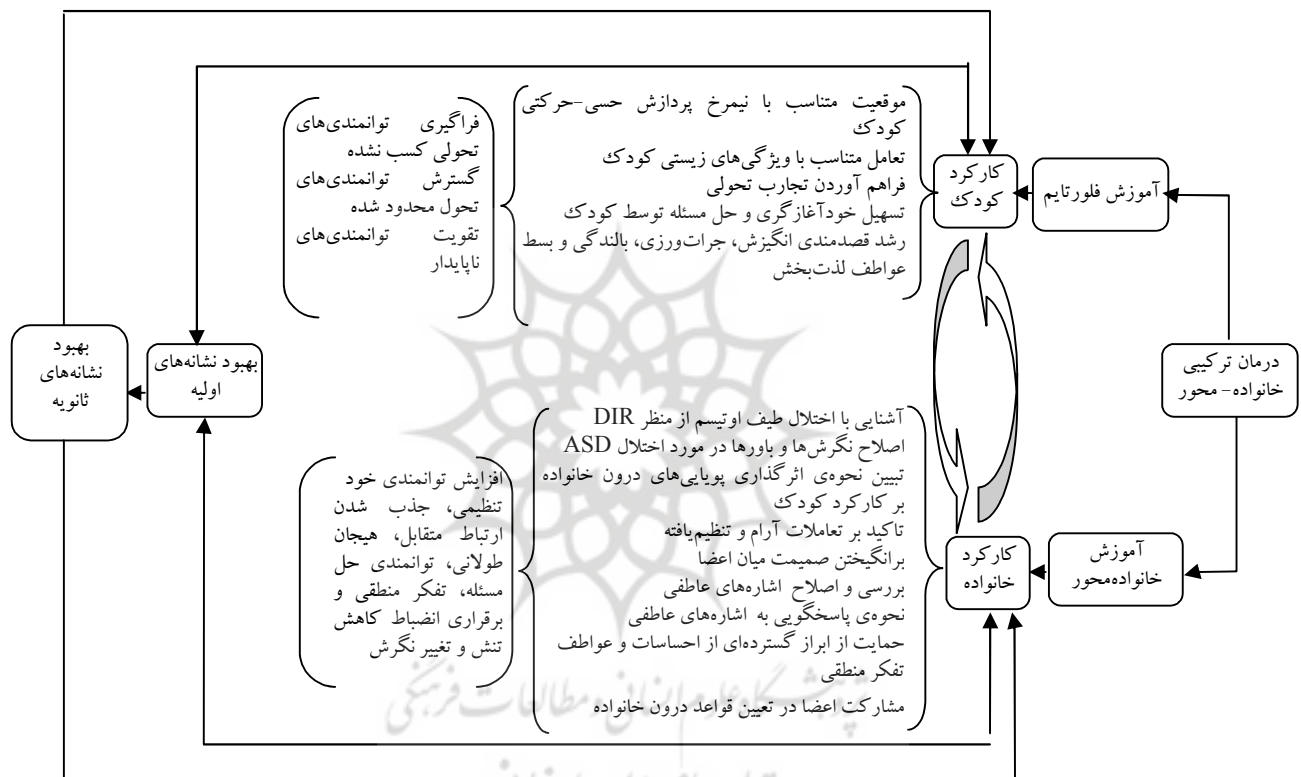 موقعیت متناسب با نیمرخ پردازش حسی-حرکتی
کودک
تعامل متناسب با ویژگی‌های زیستی کودک
فراهم آوردن تجارب تحولی
تسهیل خودآغازگری و حل مسئله توسط کودک
رشد قصدمندی انگیزش، جرات‌ورزی، بالندگی و بسط
عواطف لذت‌بخش
فراگیری توانمندی‌های
تحولی کسب نشده
گسترش توانمندی‌های
تحول محدود شده
تقویت توانمندی‌های
ناپایدار
آموزش فلورتایم
کارکرد
کودک
درمان ترکیبی
خانواده- محور
بهبود نشانه‌های
اولیه
بهبود
نشانه‌های
ثانویه
آموزش
خانواده‌محور
کارکرد
خانواده
آشنایی با اختلال طیف اوتیسم از منظر DIR
اصلاح نگرش‌ها و باورها در مورد اختلال ASD
تبیین نحوه‌ی اثرگذاری پویایی‌های درون خانواده
بر کارکرد کودک
تاکید بر تعاملات آرام و تنظیم‌یافته
برانگیختن صمیمت میان اعضا
بررسی و اصلاح اشاره‌های عاطفی
نحوه‌ی پاسخگویی به اشاره‌های عاطفی
حمایت از ابراز گسترده‌ای از احساسات و عواطف
تفکر منطقی
مشارکت اعضا در تعیین قواعد درون خانواده
افزایش توانمندی خود
تنظیمی، جذب شدن
ارتباط متقابل، هیجان
طولانی، توانمندی حل
مسئله، تفکر منطقی و
برقراری انضباط کاهش
تنش و تغییر نگرش
پژوهشگاه علوم انسانی و مطالعات فرهنگی